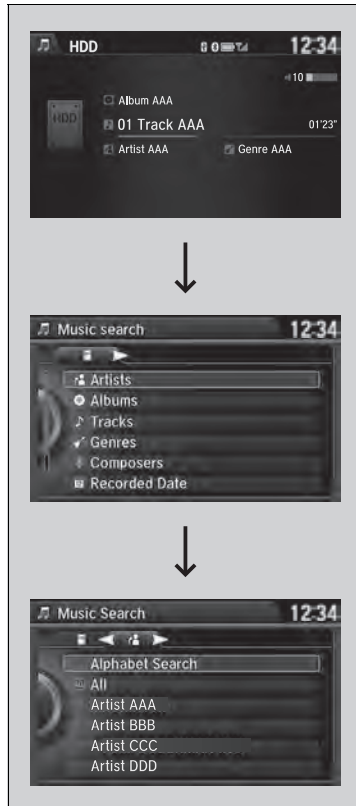 HDD 12:34
10
HDD
Album AAA
01 Track AAA 01'23"
Artist AAA Genre AAA
Music search 12:34
Artists
Albums
Tracks
Genres
Composers
Recorded Date
Music Search 12:34
Alphabet Search
All
Artist AAA
Artist BBB
Artist CCC
Artist DDD